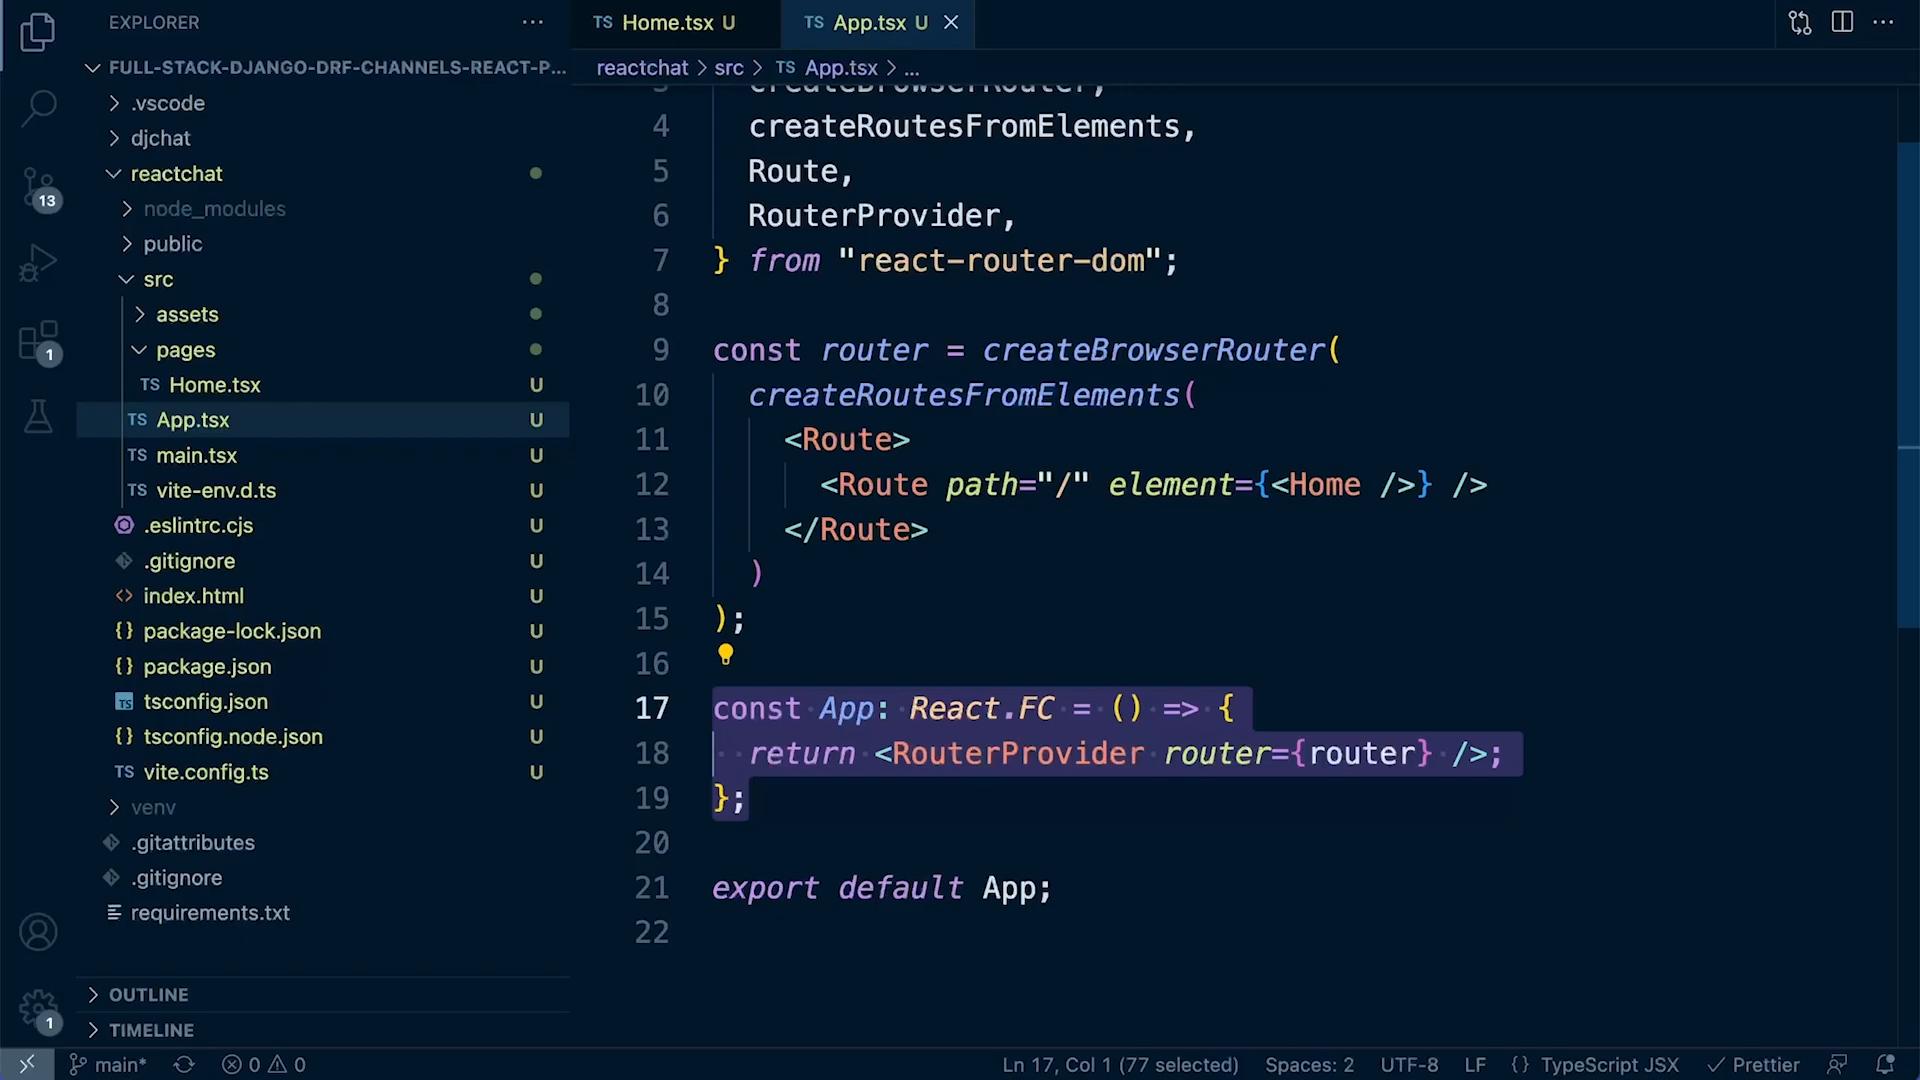 EXPLORER
FULL-STACK-DJANGO-DRF-CHANNELS-REACT-P...
.vscode
djchat
reactchat
node_modules
public
src
assets
pages
TS Home.tsx U
TS App.tsx U
TS main.tsx U
TS vite-env.d.ts U
.eslintrc.cjs U
.gitignore U
<> index.html U
{} package-lock.json U
{} package.json U
TS tsconfig.json U
{} tsconfig.node.json U
TS vite.config.ts U
venv
.gitattributes
.gitignore
requirements.txt
OUTLINE
TIMELINE
13
1
1
TS Home.tsx U
TS App.tsx U
reactchat > src > TS App.tsx > ...
3 createBrowserRouter,
4 createRoutesFromElements,
5 Route,
6 RouterProvider,
7 } from "react-router-dom";
8
9 const router = createBrowserRouter(
10 createRoutesFromElements(
11 <Route>
12 <Route path="/" element={<Home />} />
13 </Route>
14 )
15 );
16
17 const App: React.FC = () => {
18 return <RouterProvider router={router} />;
19 };
20
21 export default App;
22
main* 0 0 Ln 17, Col 1 (77 selected) Spaces: 2 UTF-8 LF {} TypeScript JSX Prettier